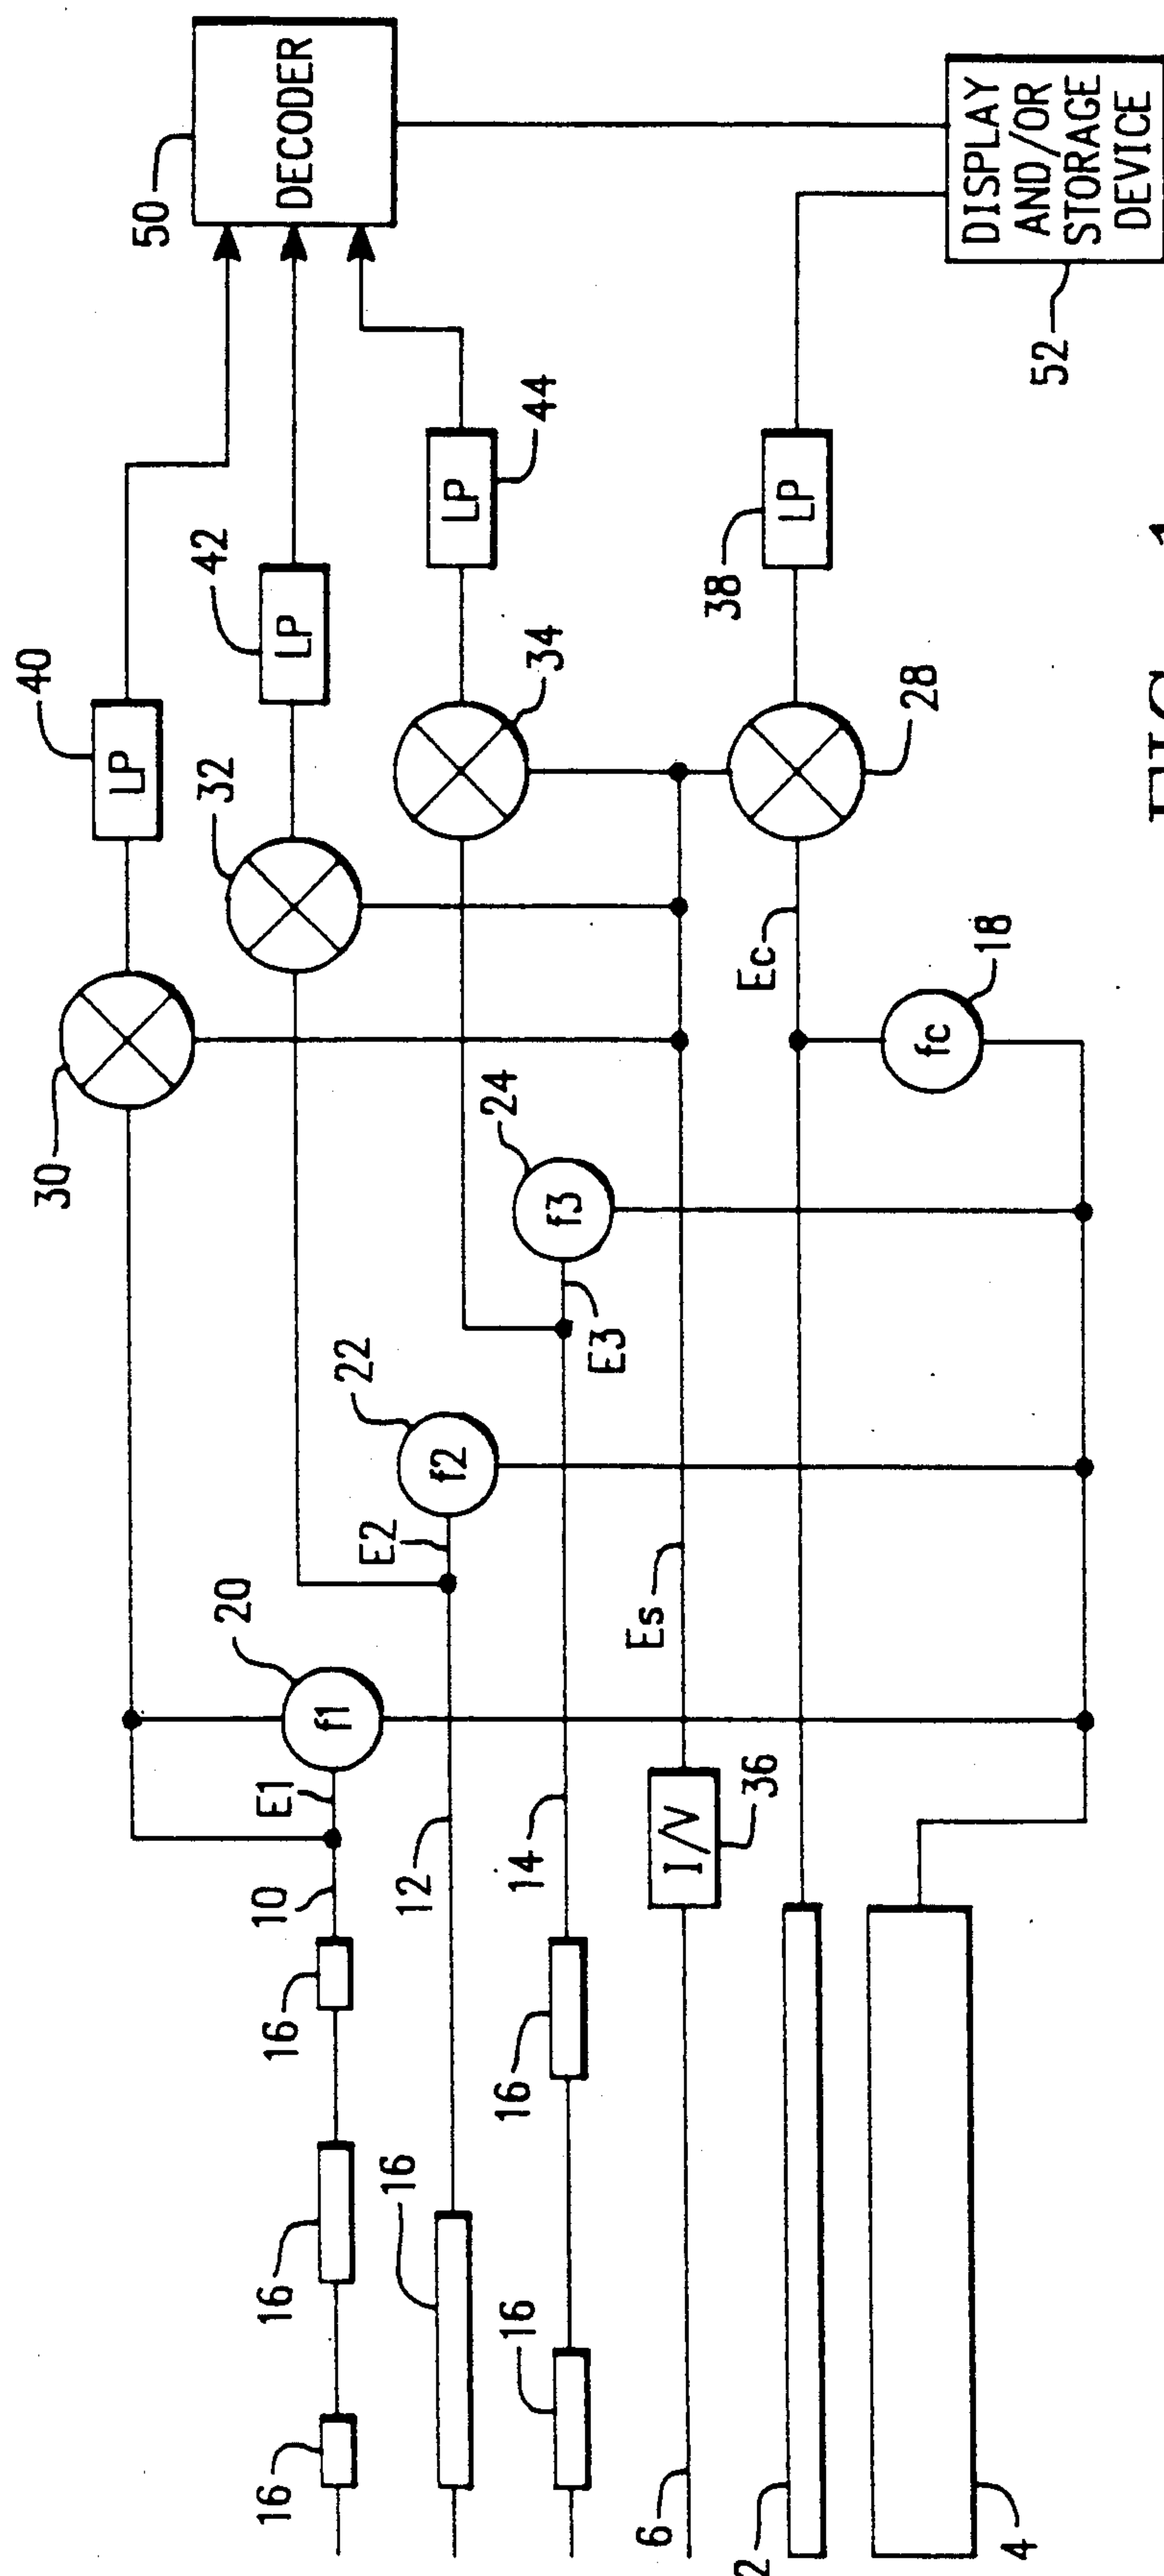 30
40
LP
50
20
32
42
16
16
16
10
E1
LP
DECODER
f1
22
E2
16
12
f2
LP
24
16
16
14
44
34
f3
E3
Es
6
I/V
36
38
Ec
2
LP
28
fc
18
DISPLAY
AND/OR
STORAGE
DEVICE
4
52
FIG. 1